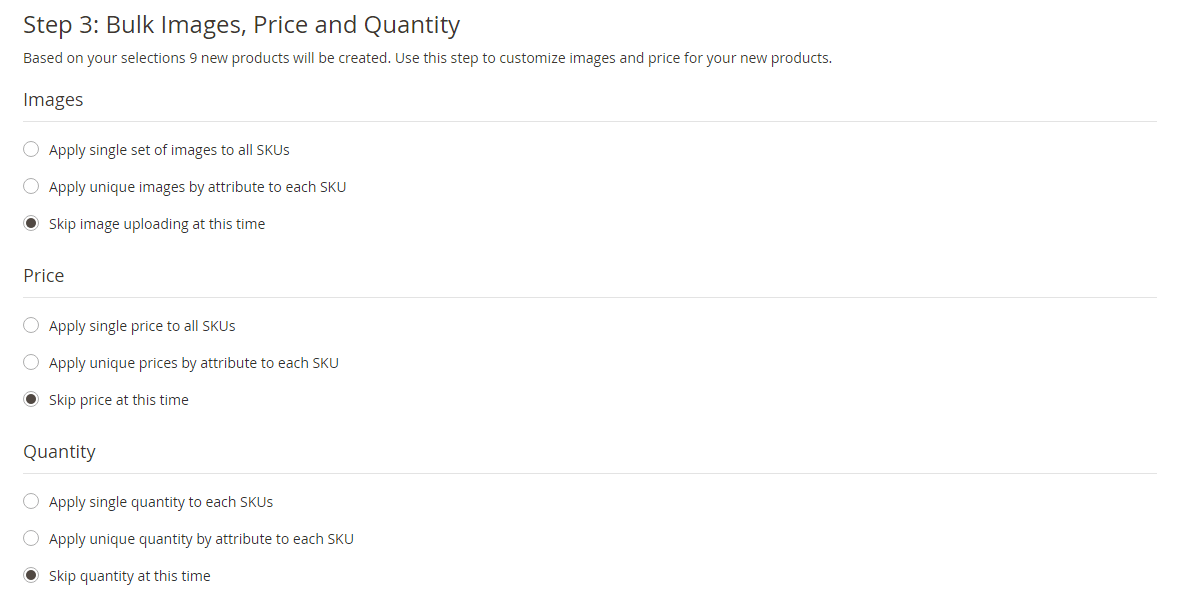 Step 3: Bulk Images, Price and Quantity
Based on your selections 9 new products will be created. Use this step to customize images and price for your new products.
Images
Apply single set of images to all SKUs
Apply unique images by attribute to each SKU
Skip image uploading at this time
Price
Apply single price to all SKUs
Apply unique prices by attribute to each SKU
Skip price at this time
Quantity
Apply single quantity to each SKUs
Apply unique quantity by attribute to each SKU
Skip quantity at this time